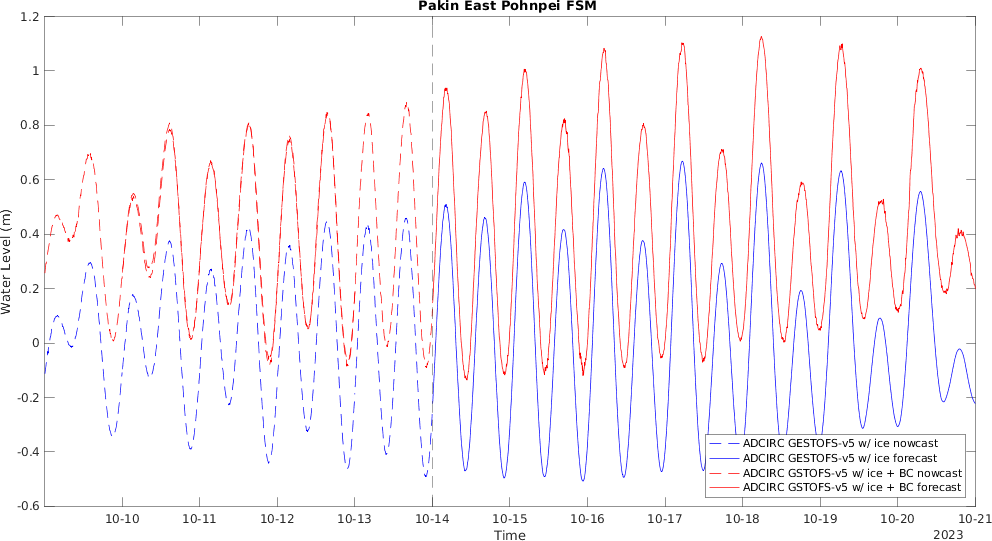 Pakin East Pohnpei FSM
Water Level (m)
1.2
1
0.8
0.6
0.4
0.2
0
-0.2
-0.4
-0.6
ADCIRC GESTOFS-v5 w/ ice nowcast
ADCIRC GESTOFS-v5 w/ ice forecast
ADCIRC GSTOFS-v5 w/ ice + BC nowcast
ADCIRC GSTOFS-v5 w/ ice + BC forecast
10-10 10-11 10-12 10-13 10-14 10-15 10-16 10-17 10-18 10-19 10-20 10-21
Time
2023